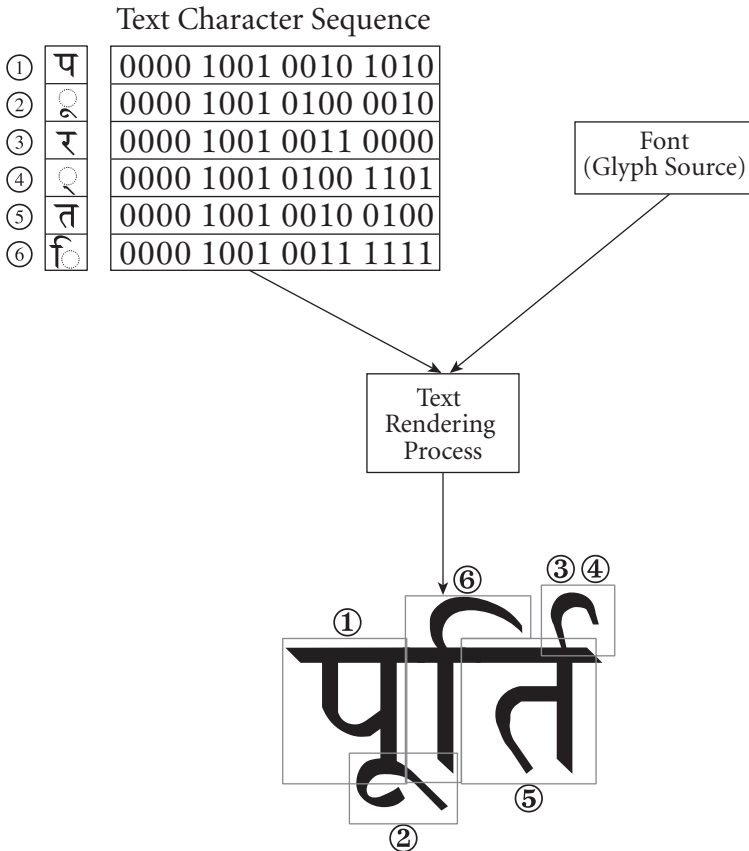 Text Character Sequence
① प 0000 1001 0010 1010
② ू 0000 1001 0100 0010
③ र 0000 1001 0011 0000
④ ् 0000 1001 0100 1101
⑤ त 0000 1001 0010 0100
⑥ ि 0000 1001 0011 1111
Font
(Glyph Source)
Text
Rendering
Process
③ ④
⑥
①
पूर्ति
⑤
②